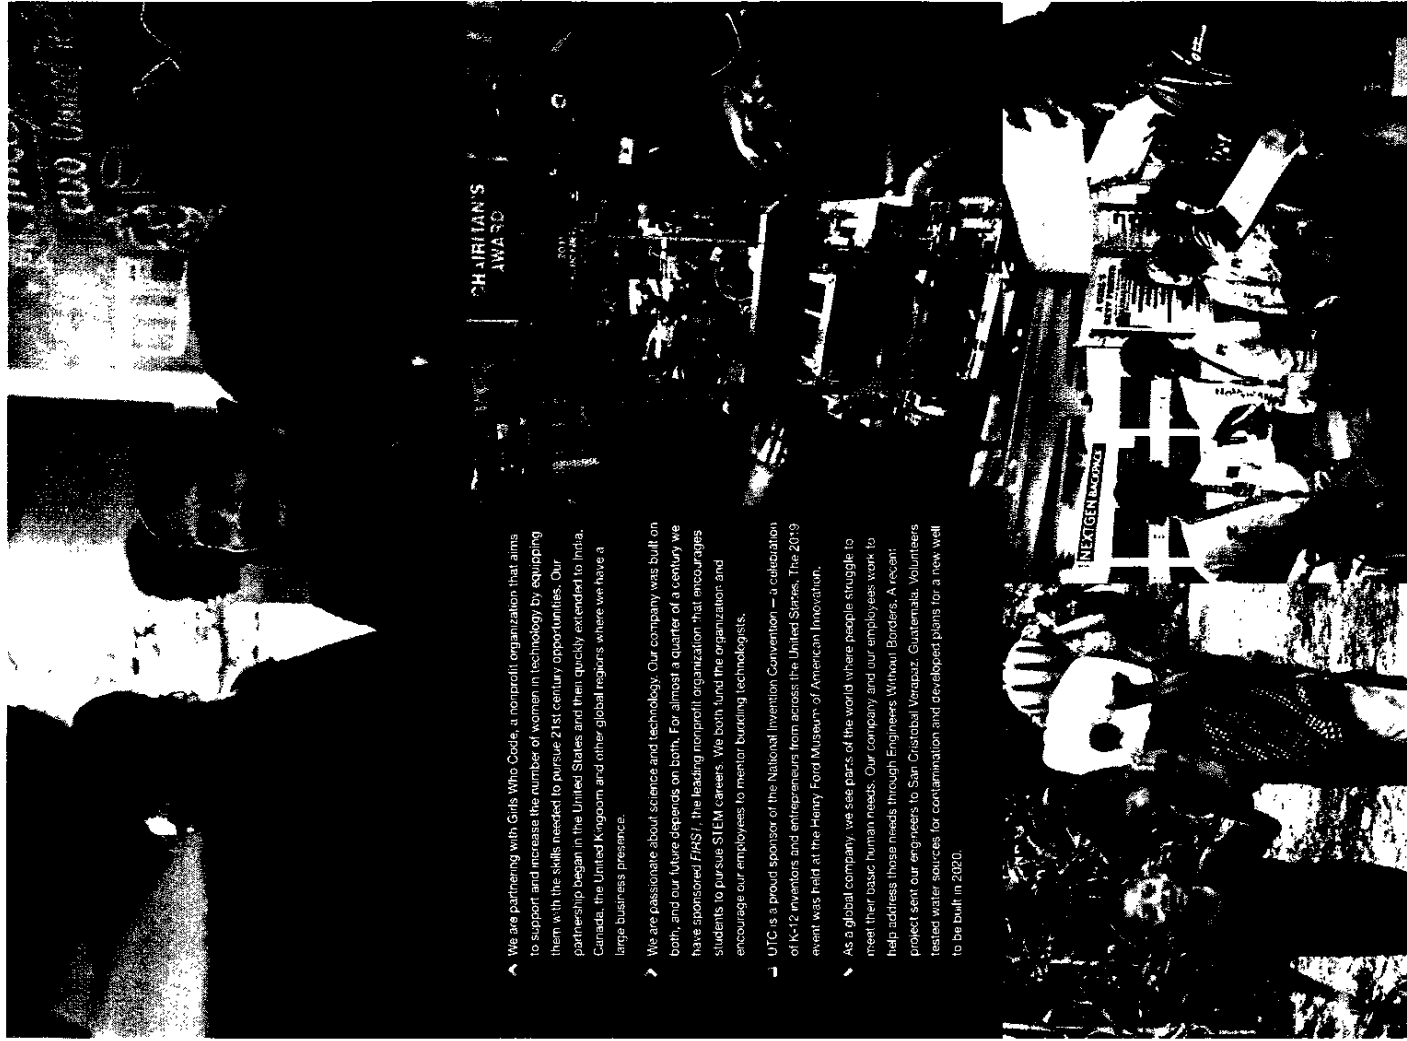 We are partnering with Girls Who Code, a nonprofit organization that aims
to support and increase the number of women in technology by equipping
them with the skills needed to pursue 21st century opportunities. Our
partnership began in the United States and then quickly extended to India,
Canada, the United Kingdom and other global regions where we have a
large business presence.
We are passionate about science and technology. Our company was built on
both, and our future depends on both. For almost a quarter of a century we
have sponsored FIRST, the leading nonprofit organization that encourages
students to pursue STEM careers. We both fund the organization and
encourage our employees to mentor budding technologists.
UTC is a proud sponsor of the National Invention Convention — a celebration
of K-12 inventors and entrepreneurs from across the United States. The 2019
event was held at the Henry Ford Museum of American Innovation.
As a global company, we see parts of the world where people struggle to
meet their basic human needs. Our company and our employees work to
help address those needs through Engineers Without Borders. A recent
project sent our engineers to San Cristobal Verapaz, Guatemala. Volunteers
tested water sources for contamination and developed plans for a new well
to be built in 2020.
CHAIRMAN'S
AWARD
NEXTGEN BACKPACK